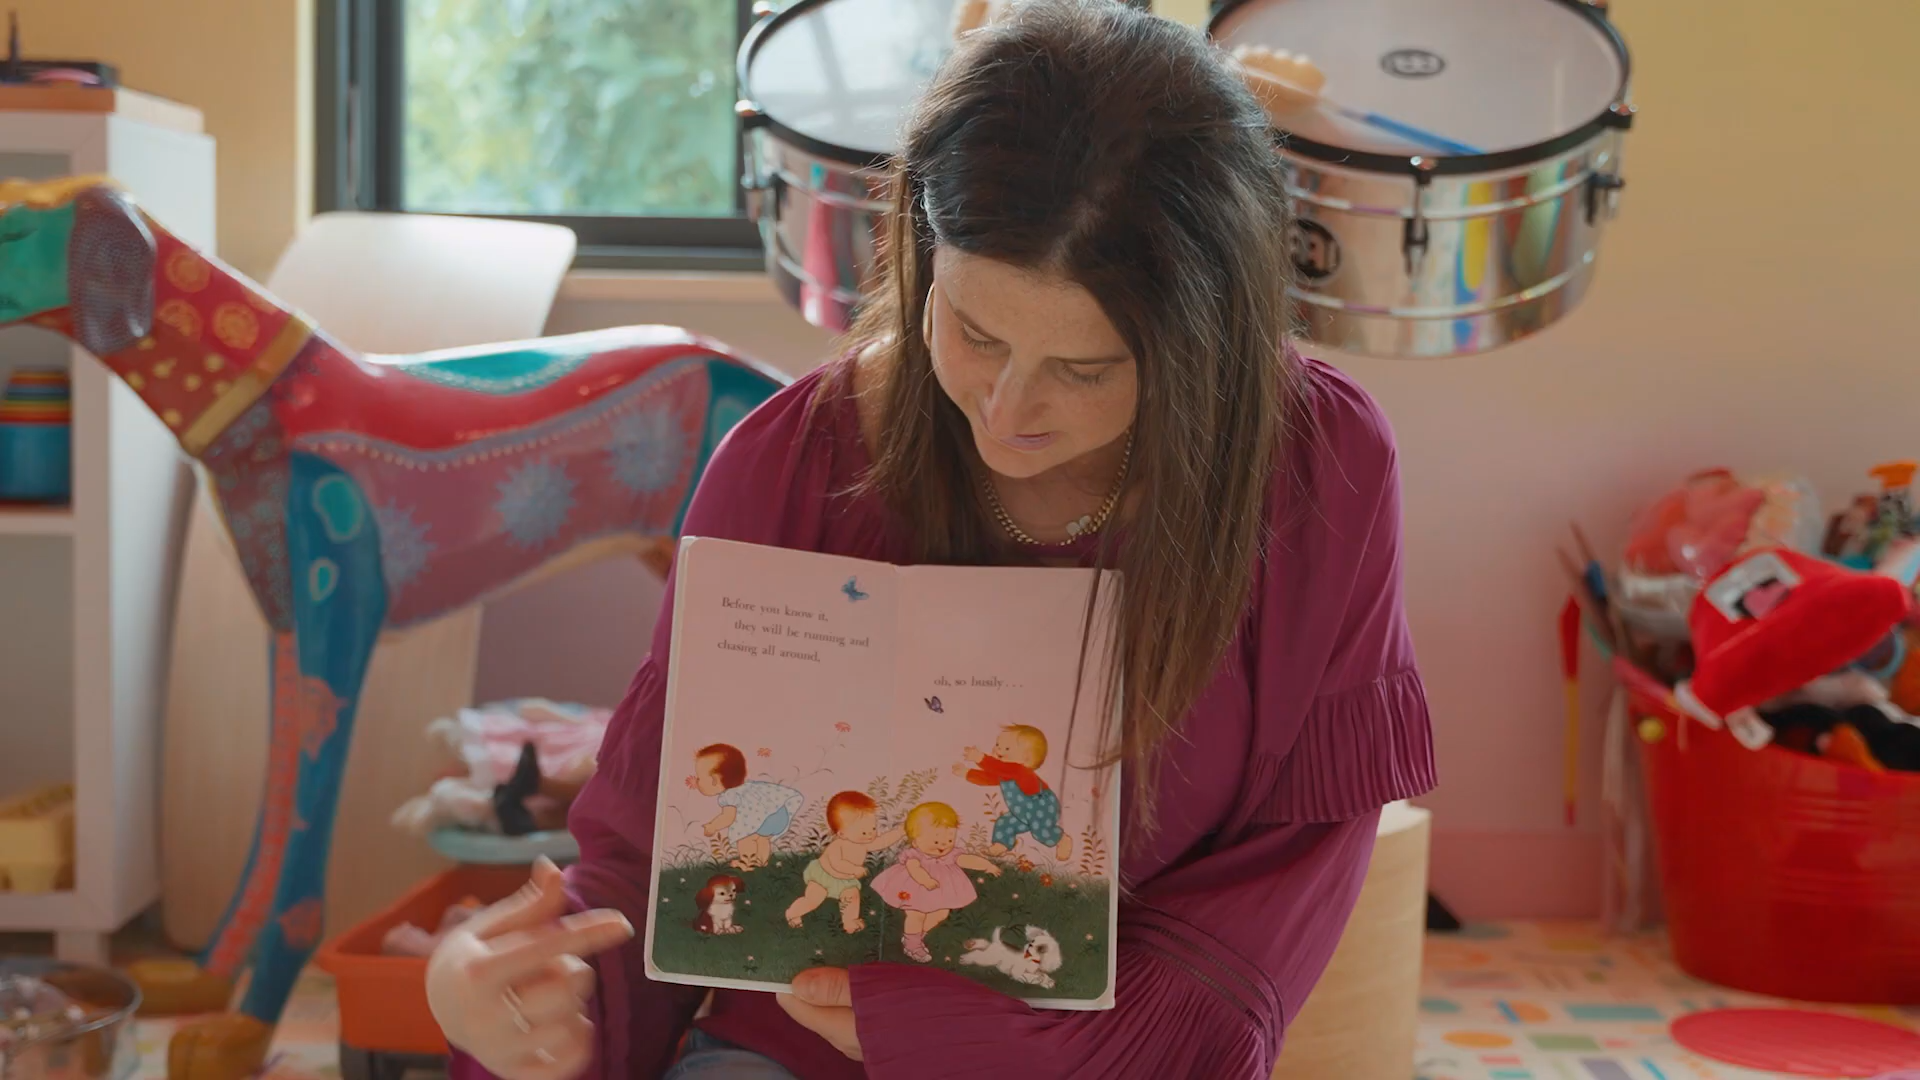 Before you know it,
they will be running and
chasing all around,
oh, so busily...